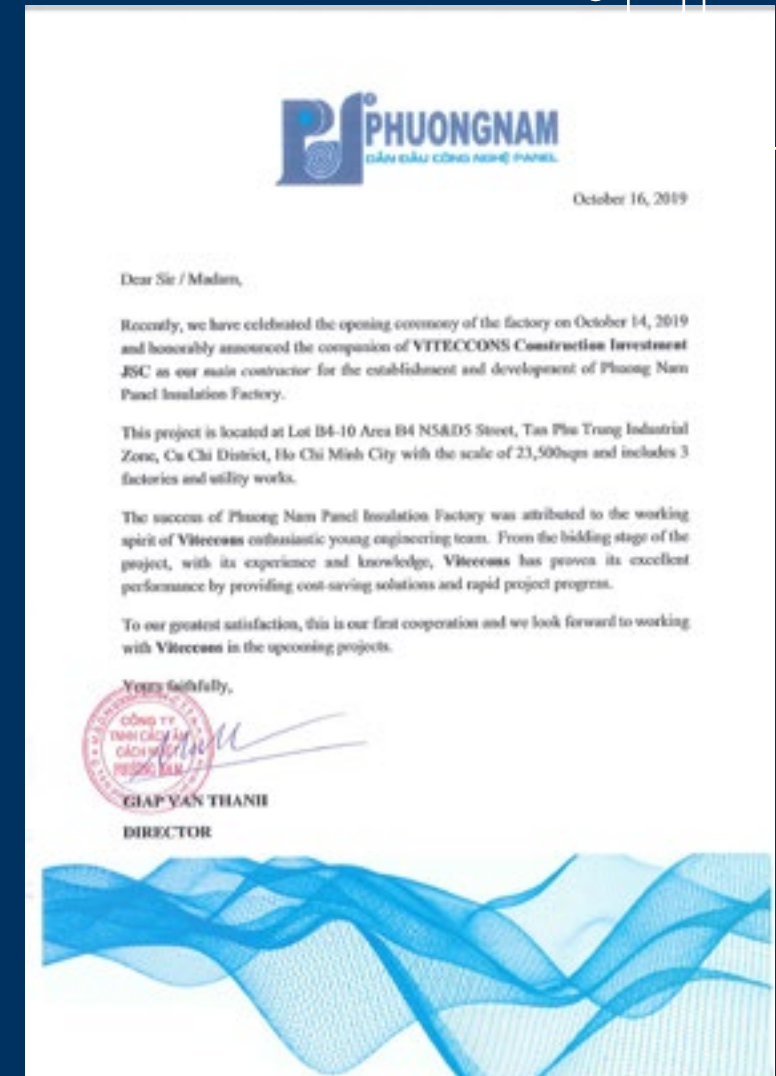 PHUONGNAM
DẪN ĐẦU CÔNG NGHỆ PANEL
October 16, 2019
Dear Sir / Madam,
Recently, we have celebrated the opening ceremony of the factory on October 14, 2019
and honorably announced the companion of VITECCONS Construction Investment
JSC as our main contractor for the establishment and development of Phuong Nam
Panel Insulation Factory.
This project is located at Lot B4-10 Area B4 N5&D5 Street, Tan Phu Trung Industrial
Zone, Cu Chi District, Ho Chi Minh City with the scale of 23,500sqm and includes 3
factories and utility works.
The success of Phuong Nam Panel Insulation Factory was attributed to the working
spirit of Viteccons enthusiastic young engineering team. From the bidding stage of the
project, with its experience and knowledge, Viteccons has proven its excellent
performance by providing cost-saving solutions and rapid project progress.
To our greatest satisfaction, this is our first cooperation and we look forward to working
with Viteccons in the upcoming projects.
Yours faithfully,
CÔNG TY
TNHH CÁCH ÂM
CÁCH NHIỆT
PHƯƠNG NAM
GIAP VAN THANH
DIRECTOR